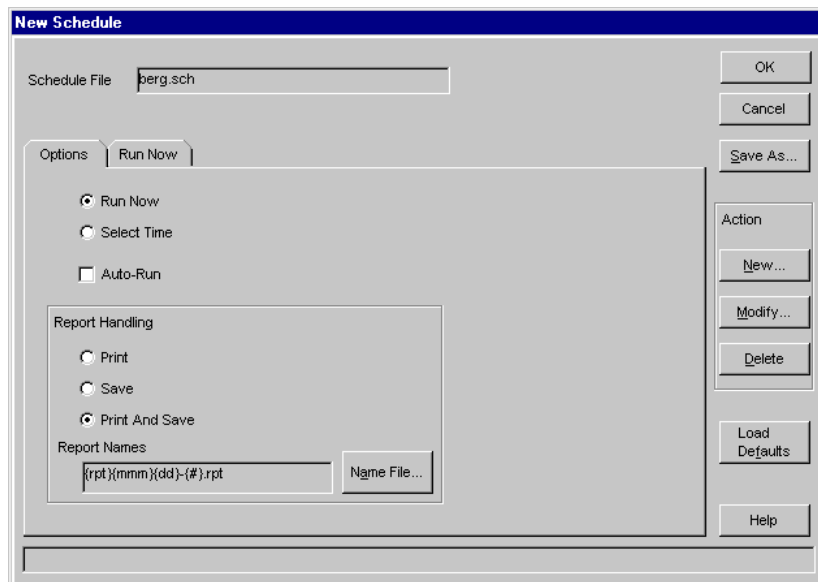 New Schedule
Schedule File berg.sch
OK
Cancel
Save As...
Options Run Now
Run Now
Select Time
Auto-Run
Report Handling
Print
Save
Print And Save
Report Names
{rpt}{mmm}{dd}-{#}.rpt
Name File...
Action
New...
Modify...
Delete
Load
Defaults
Help